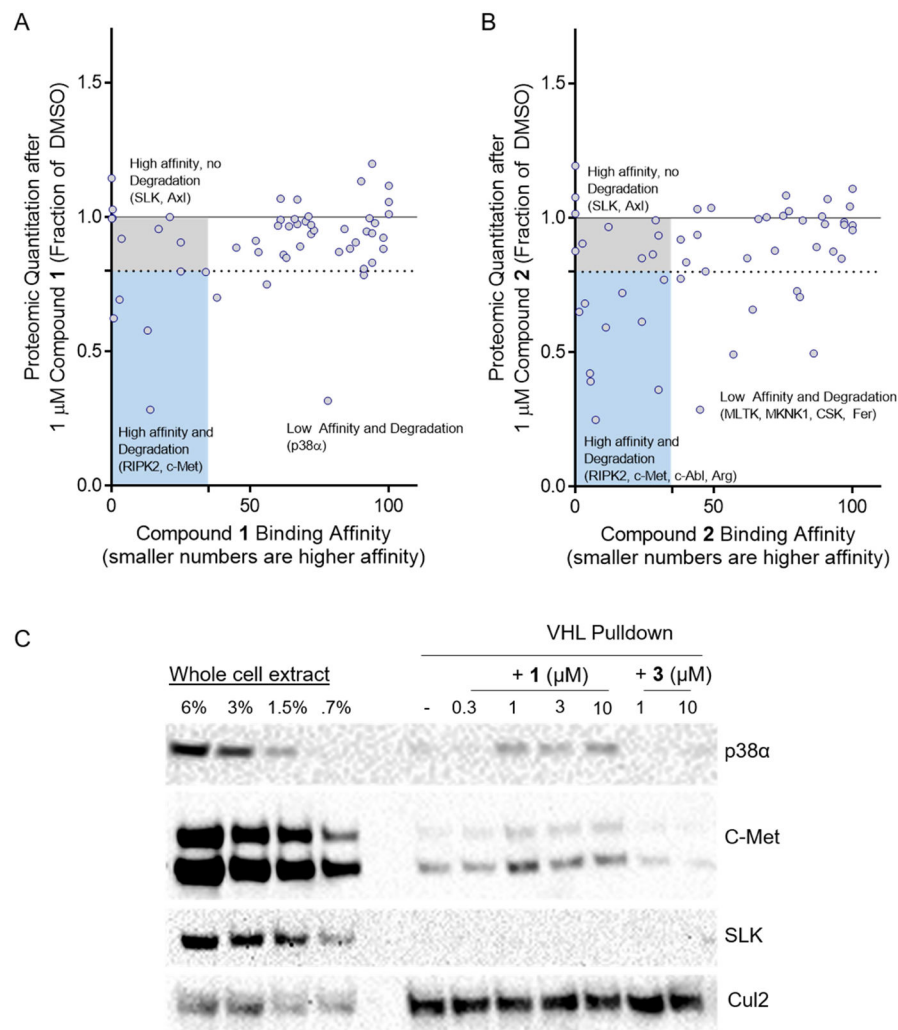 A
Proteomic Quantitation after
1 µM Compound 1 (Fraction of DMSO)
1.5
1.0
0.5
0.0
High affinity, no
Degradation
(SLK, Axl)
High affinity and
Degradation
(RIPK2, c-Met)
Low Affinity and Degradation
(p38α)
0
50
100
Compound 1 Binding Affinity
(smaller numbers are higher affinity)
B
Proteomic Quantitation after
1 µM Compound 2 (Fraction of DMSO)
1.5
1.0
0.5
0.0
High affinity, no
Degradation
(SLK, Axl)
Low Affinity and Degradation
(MLTK, MKNK1, CSK, Fer)
High affinity and
Degradation
(RIPK2, c-Met, c-Abl, Arg)
0
50
100
Compound 2 Binding Affinity
(smaller numbers are higher affinity)
C
VHL Pulldown
Whole cell extract
+ 1 (µM)
+ 3 (µM)
6% 3% 1.5% .7% - 0.3 1 3 10 1 10
p38α
C-Met
SLK
Cul2